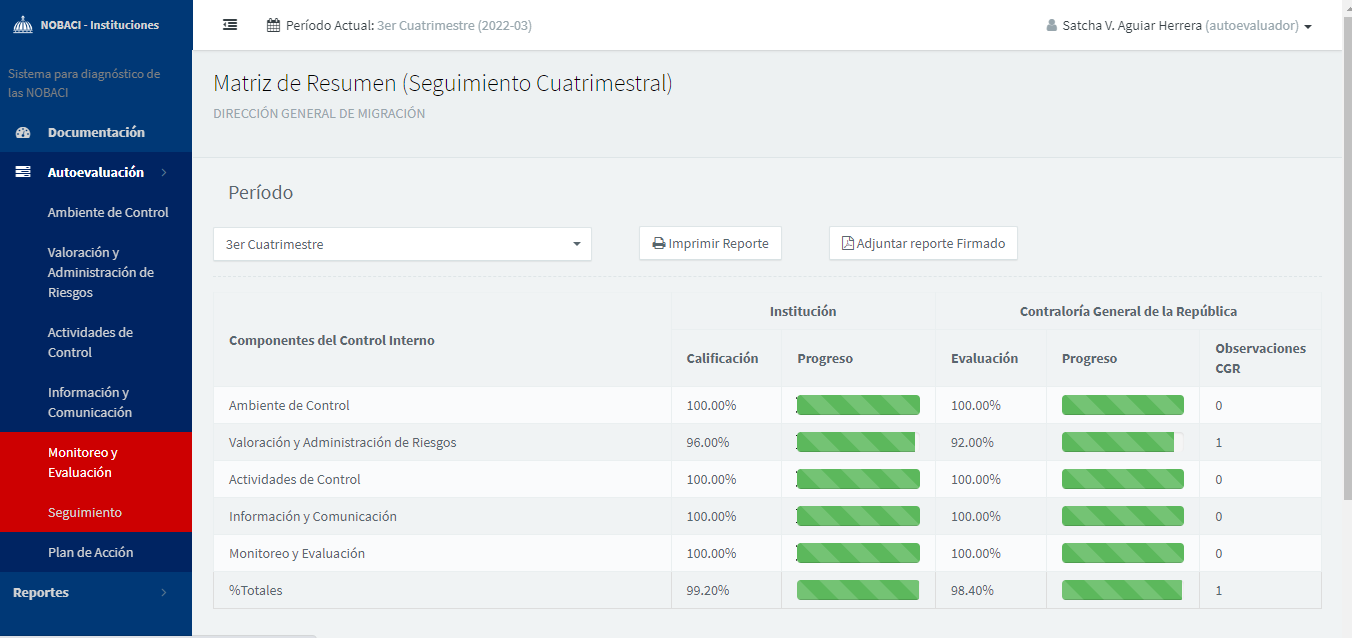 NOBACI - Instituciones
Período Actual: 3er Cuatrimestre (2022-03)
Satcha V. Aguiar Herrera (autoevaluador)
Sistema para diagnóstico de
las NOBACI
Documentación
Autoevaluación
Ambiente de Control
Valoración y
Administración de
Riesgos
Actividades de
Control
Información y
Comunicación
Monitoreo y
Evaluación
Seguimiento
Plan de Acción
Reportes
Matriz de Resumen (Seguimiento Cuatrimestral)
DIRECCIÓN GENERAL DE MIGRACIÓN
Período
3er Cuatrimestre
Imprimir Reporte
Adjuntar reporte Firmado
Componentes del Control Interno
Institución
Contraloría General de la República
Calificación
Progreso
Evaluación
Progreso
Observaciones
CGR
Ambiente de Control 100.00% 100.00% 0
Valoración y Administración de Riesgos 96.00% 92.00% 1
Actividades de Control 100.00% 100.00% 0
Información y Comunicación 100.00% 100.00% 0
Monitoreo y Evaluación 100.00% 100.00% 0
%Totales 99.20% 98.40% 1